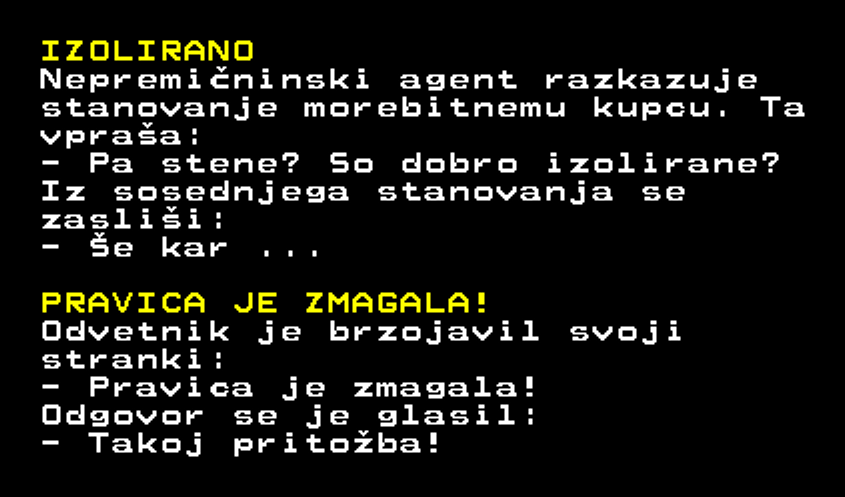 IZOLIRANO
Nepremičninski agent razkazuje
stanovanje morebitnemu kupcu. Ta
vpraša:
- Pa stene? So dobro izolirane?
Iz sosednjega stanovanja se
zasliši:
- Še kar ...
PRAVICA JE ZMAGALA!
Odvetnik je brzojavil svoji
stranki:
- Pravica je zmagala!
Odgovor se je glasil:
- Takoj pritožba!